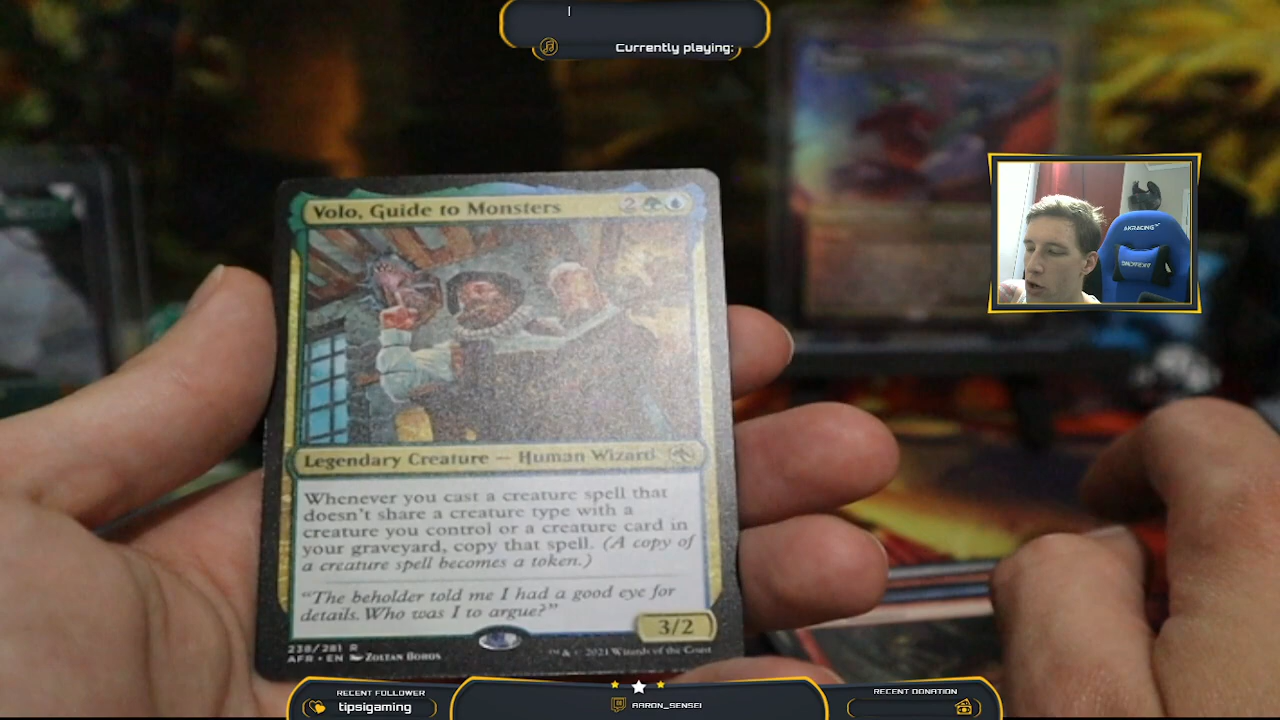 Currently playing:
Volo, Guide to Monsters
2
AKRACING
Legendary Creature — Human Wizard
Whenever you cast a creature spell that
doesn't share a creature type with a
creature you control or a creature card in
your graveyard, copy that spell. (A copy of
a creature spell becomes a token.)
"The beholder told me I had a good eye for
details. Who was I to argue?"
3/2
238/281 R
AFR • EN Zoltan Boros
™ & © 2021 Wizards of the Coast
RECENT FOLLOWER
tipsigaming
AARON_SENSEI
RECENT DONATION